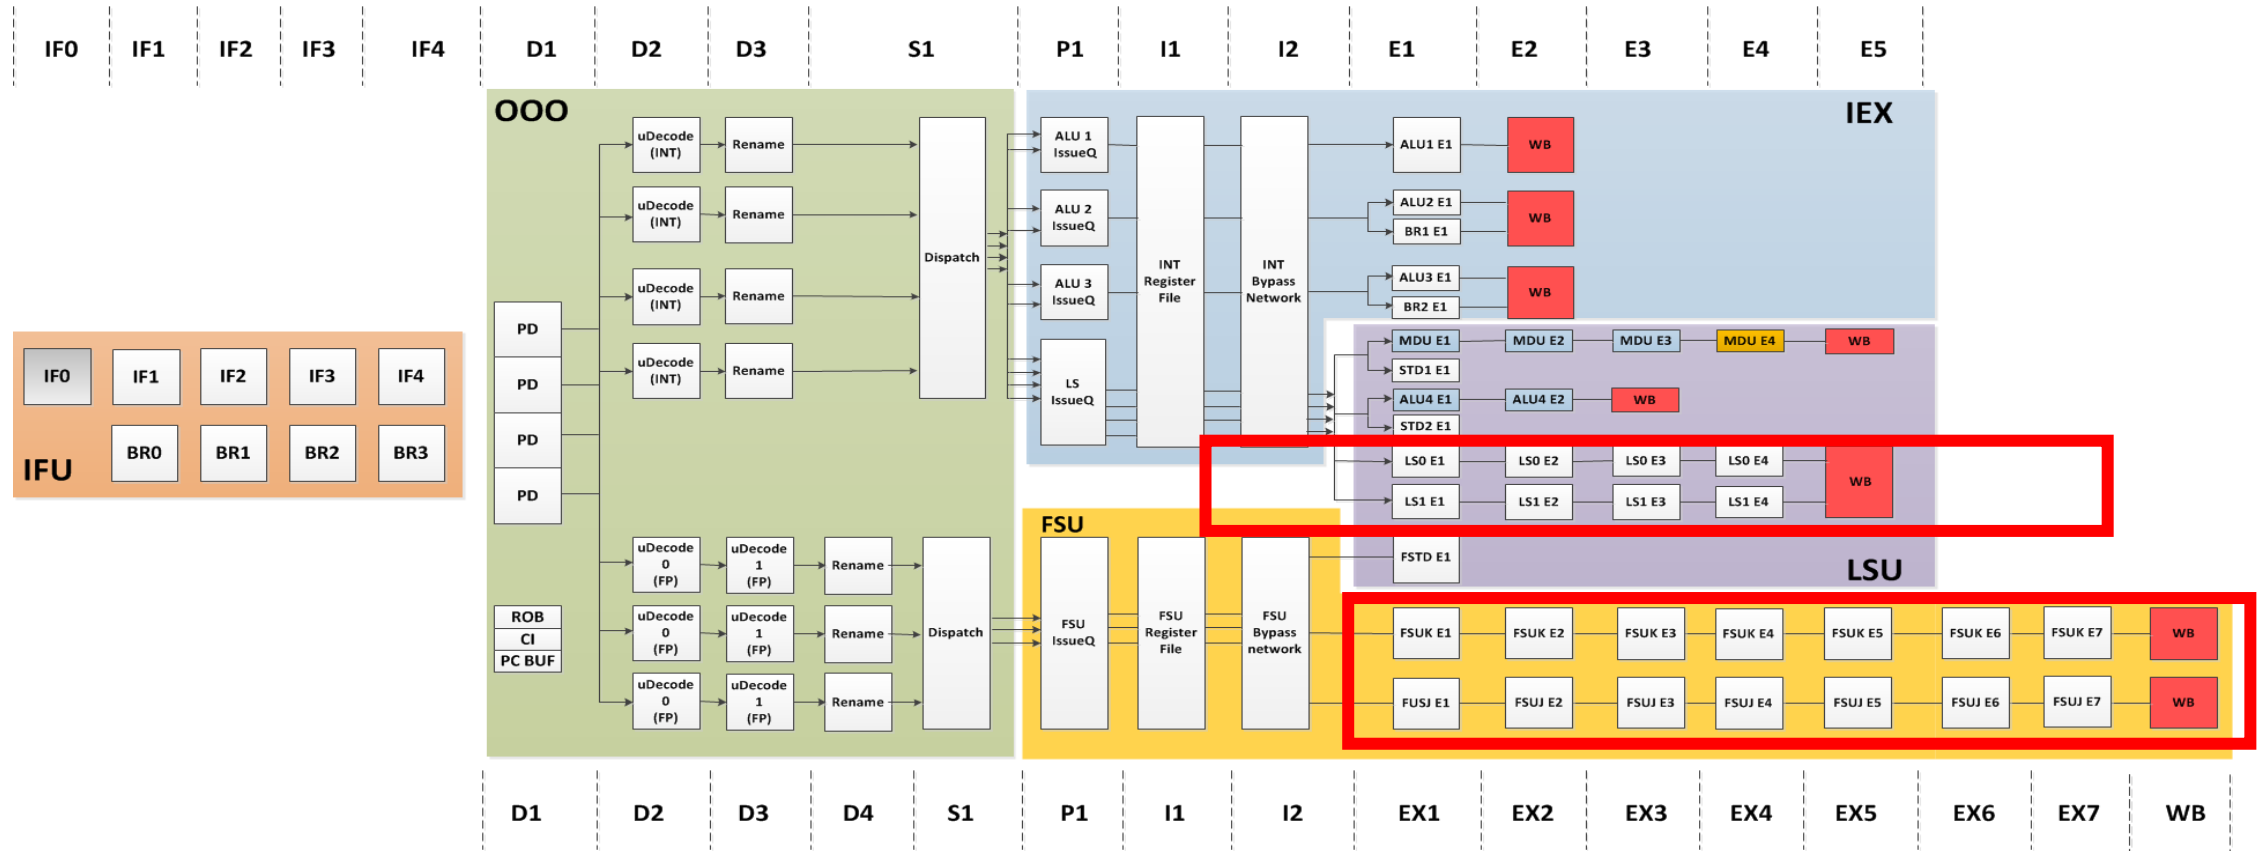 IF0 IF1 IF2 IF3 IF4 D1 D2 D3 S1 P1 I1 I2 E1 E2 E3 E4 E5
IFU
IF0 IF1 IF2 IF3 IF4
BR0 BR1 BR2 BR3
OOO
PD
PD
PD
PD
ROB
CI
PC BUF
uDecode
(INT)
Rename
uDecode
(INT)
Rename
uDecode
(INT)
Rename
uDecode
(INT)
Rename
Dispatch
uDecode
0
(FP)
uDecode
1
(FP)
Rename
uDecode
0
(FP)
uDecode
1
(FP)
Rename
uDecode
0
(FP)
uDecode
1
(FP)
Rename
Dispatch
IEX
ALU 1
IssueQ
ALU 2
IssueQ
ALU 3
IssueQ
LS
IssueQ
INT
Register
File
INT
Bypass
Network
ALU1 E1 WB
ALU2 E1
BR1 E1
WB
ALU3 E1
BR2 E1
WB
MDU E1 MDU E2 MDU E3 MDU E4 WB
STD1 E1
ALU4 E1 ALU4 E2 WB
STD2 E1
LS0 E1 LS0 E2 LS0 E3 LS0 E4
WB
LS1 E1 LS1 E2 LS1 E3 LS1 E4
FSTD E1
LSU
FSU
FSU
IssueQ
FSU
Register
File
FSU
Bypass
network
FSUK E1 FSUK E2 FSUK E3 FSUK E4 FSUK E5 FSUK E6 FSUK E7 WB
FUSJ E1 FSUJ E2 FSUJ E3 FSUJ E4 FSUJ E5 FSUJ E6 FSUJ E7 WB
D1 D2 D3 D4 S1 P1 I1 I2 EX1 EX2 EX3 EX4 EX5 EX6 EX7 WB